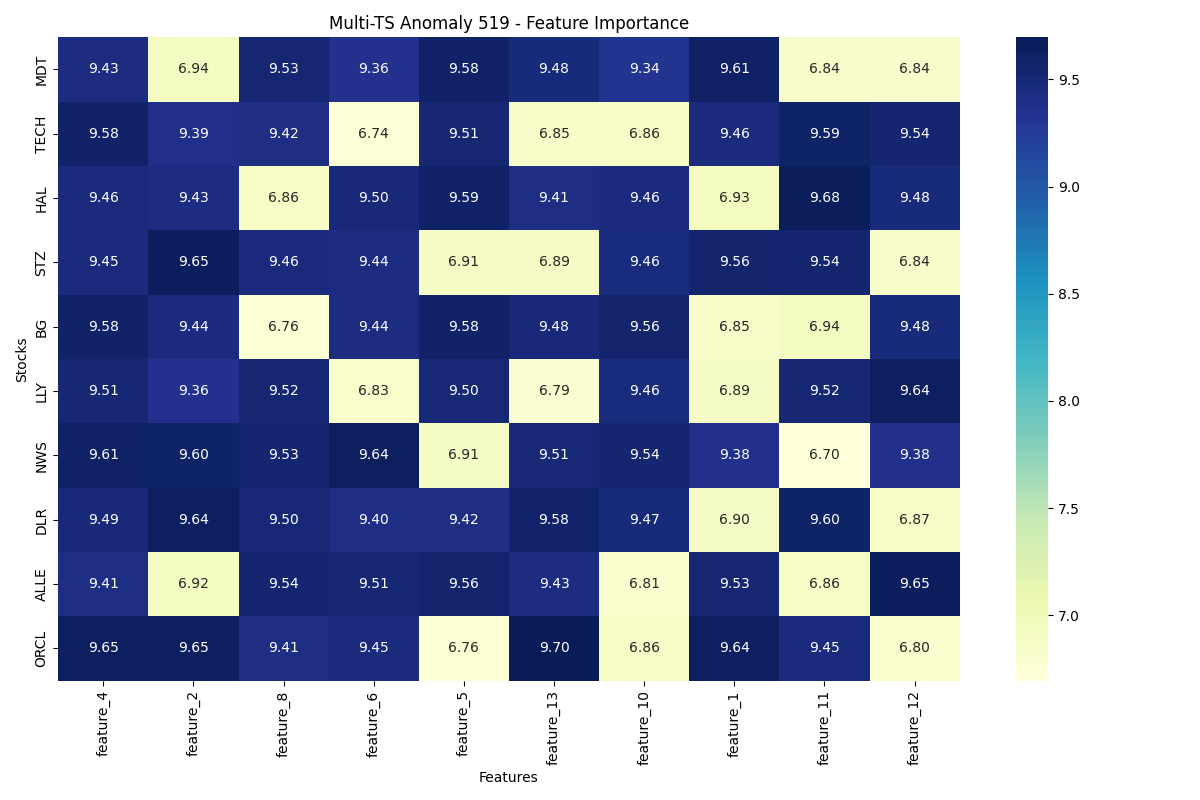 Multi-TS Anomaly 519 - Feature Importance
Stocks
MDT 9.43 6.94 9.53 9.36 9.58 9.48 9.34 9.61 6.84 6.84
TECH 9.58 9.39 9.42 6.74 9.51 6.85 6.86 9.46 9.59 9.54
HAL 9.46 9.43 6.86 9.50 9.59 9.41 9.46 6.93 9.68 9.48
STZ 9.45 9.65 9.46 9.44 6.91 6.89 9.46 9.56 9.54 6.84
BG 9.58 9.44 6.76 9.44 9.58 9.48 9.56 6.85 6.94 9.48
LLY 9.51 9.36 9.52 6.83 9.50 6.79 9.46 6.89 9.52 9.64
NWS 9.61 9.60 9.53 9.64 6.91 9.51 9.54 9.38 6.70 9.38
DLR 9.49 9.64 9.50 9.40 9.42 9.58 9.47 6.90 9.60 6.87
ALLE 9.41 6.92 9.54 9.51 9.56 9.43 6.81 9.53 6.86 9.65
ORCL 9.65 9.65 9.41 9.45 6.76 9.70 6.86 9.64 9.45 6.80
feature_4 feature_2 feature_8 feature_6 feature_5 feature_13 feature_10 feature_1 feature_11 feature_12
Features
9.5
9.0
8.5
8.0
7.5
7.0